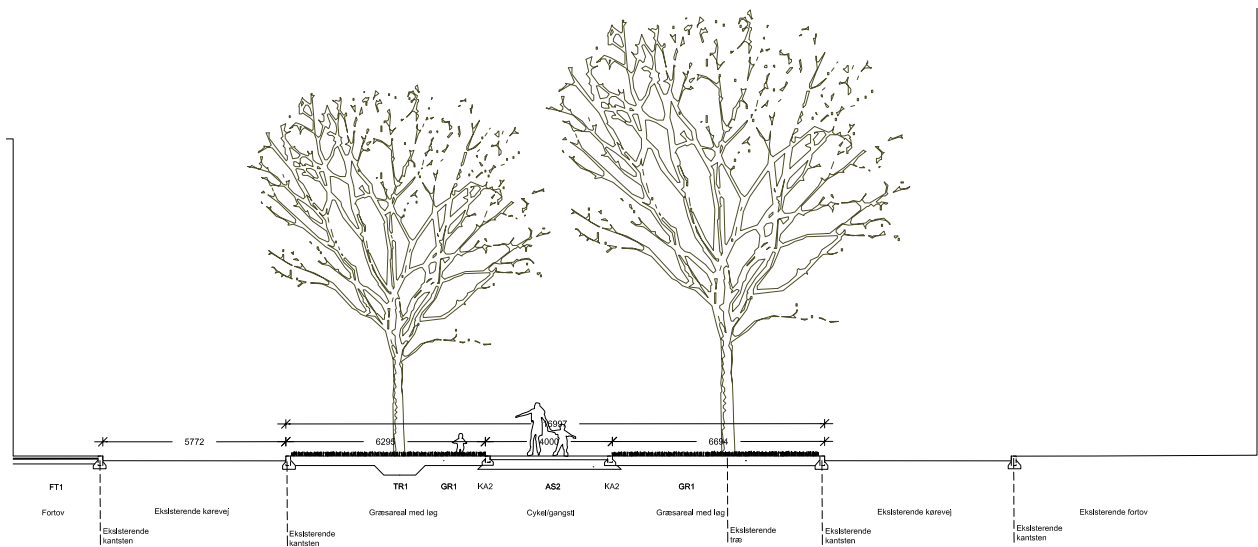 16997
5772
6295
4000
6694
FT1
TR1
GR1
KA2
AS2
KA2
GR1
Fortov
Eksisterende kørevej
Græsareal med løg
Cykel/gangsti
Græsareal med løg
Eksisterende kørevej
Eksisterende fortov
Eksisterende
kantsten
Eksisterende
kantsten
Eksisterende
træ
Eksisterende
kantsten
Eksisterende
kantsten